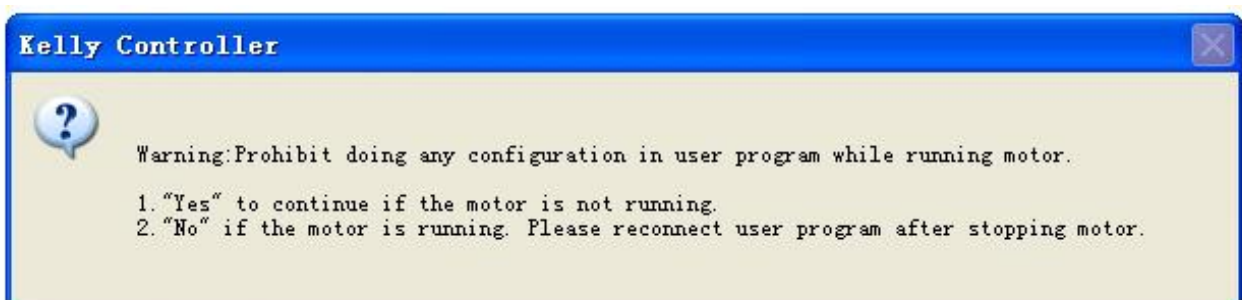 Kelly Controller
Warning:Prohibit doing any configuration in user program while running motor.
1."Yes" to continue if the motor is not running.
2."No" if the motor is running. Please reconnect user program after stopping motor.